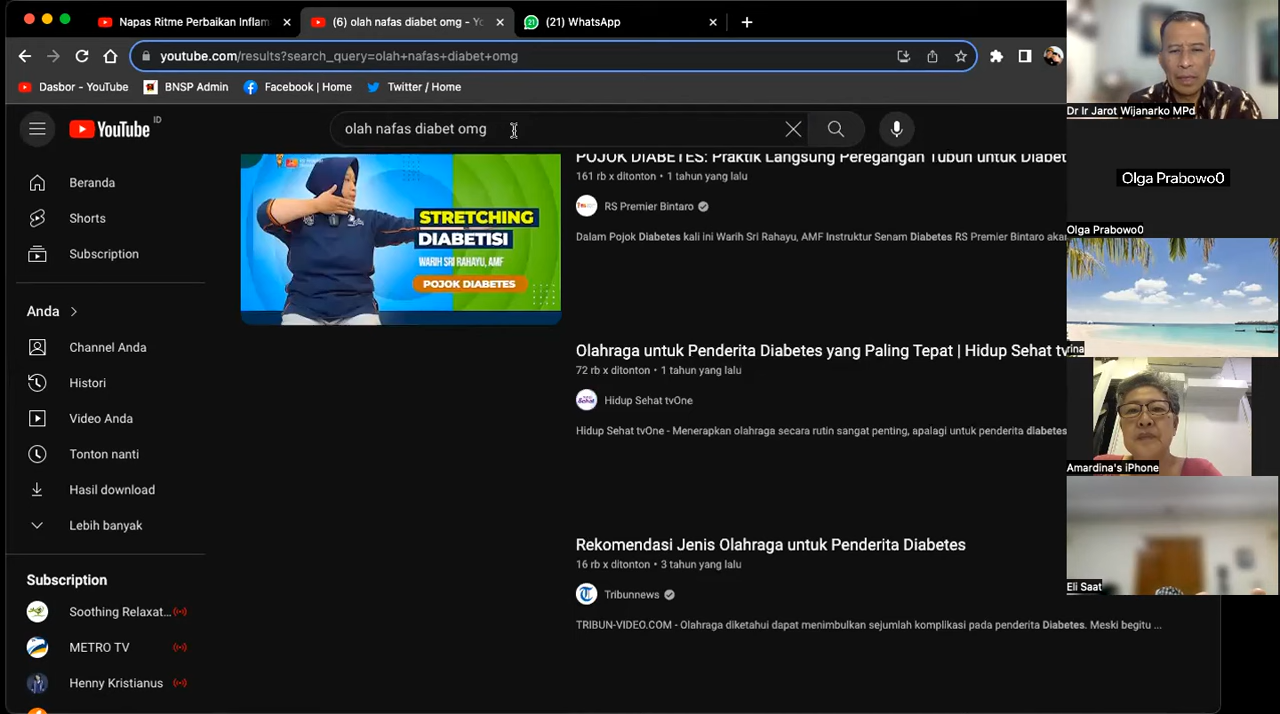 Napas Ritme Perbaikan Inflam
(6) olah nafas diabet omg - Yo
(21) WhatsApp
youtube.com/results?search_query=olah+nafas+diabet+omg
Dasbor - YouTube
BNSP Admin
Facebook | Home
Twitter / Home
YouTube ID
olah nafas diabet omg
Beranda
Shorts
Subscription
Anda
Channel Anda
Histori
Video Anda
Tonton nanti
Hasil download
Lebih banyak
Subscription
Soothing Relaxat...
METRO TV
Henny Kristianus
STRETCHING
DIABETISI
WARIH SRI RAHAYU, AMF
POJOK DIABETES
POJOK DIABETES: Praktik Langsung Peregangan Tubuh untuk Diabet
161 rb x ditonton • 1 tahun yang lalu
RS Premier Bintaro
Dalam Pojok Diabetes kali ini Warih Sri Rahayu, AMF Instruktur Senam Diabetes RS Premier Bintaro akan
Olahraga untuk Penderita Diabetes yang Paling Tepat | Hidup Sehat tv
72 rb x ditonton • 1 tahun yang lalu
Hidup Sehat tvOne
Hidup Sehat tvOne - Menerapkan olahraga secara rutin sangat penting, apalagi untuk penderita diabetes
Rekomendasi Jenis Olahraga untuk Penderita Diabetes
16 rb x ditonton • 3 tahun yang lalu
Tribunnews
TRIBUN-VIDEO.COM - Olahraga diketahui dapat menimbulkan sejumlah komplikasi pada penderita Diabetes. Meski begitu ...
Dr Ir Jarot Wijanarko MPd
Olga Prabowo0
Olga Prabowo0
rina
Amardina's iPhone
Eli Saat